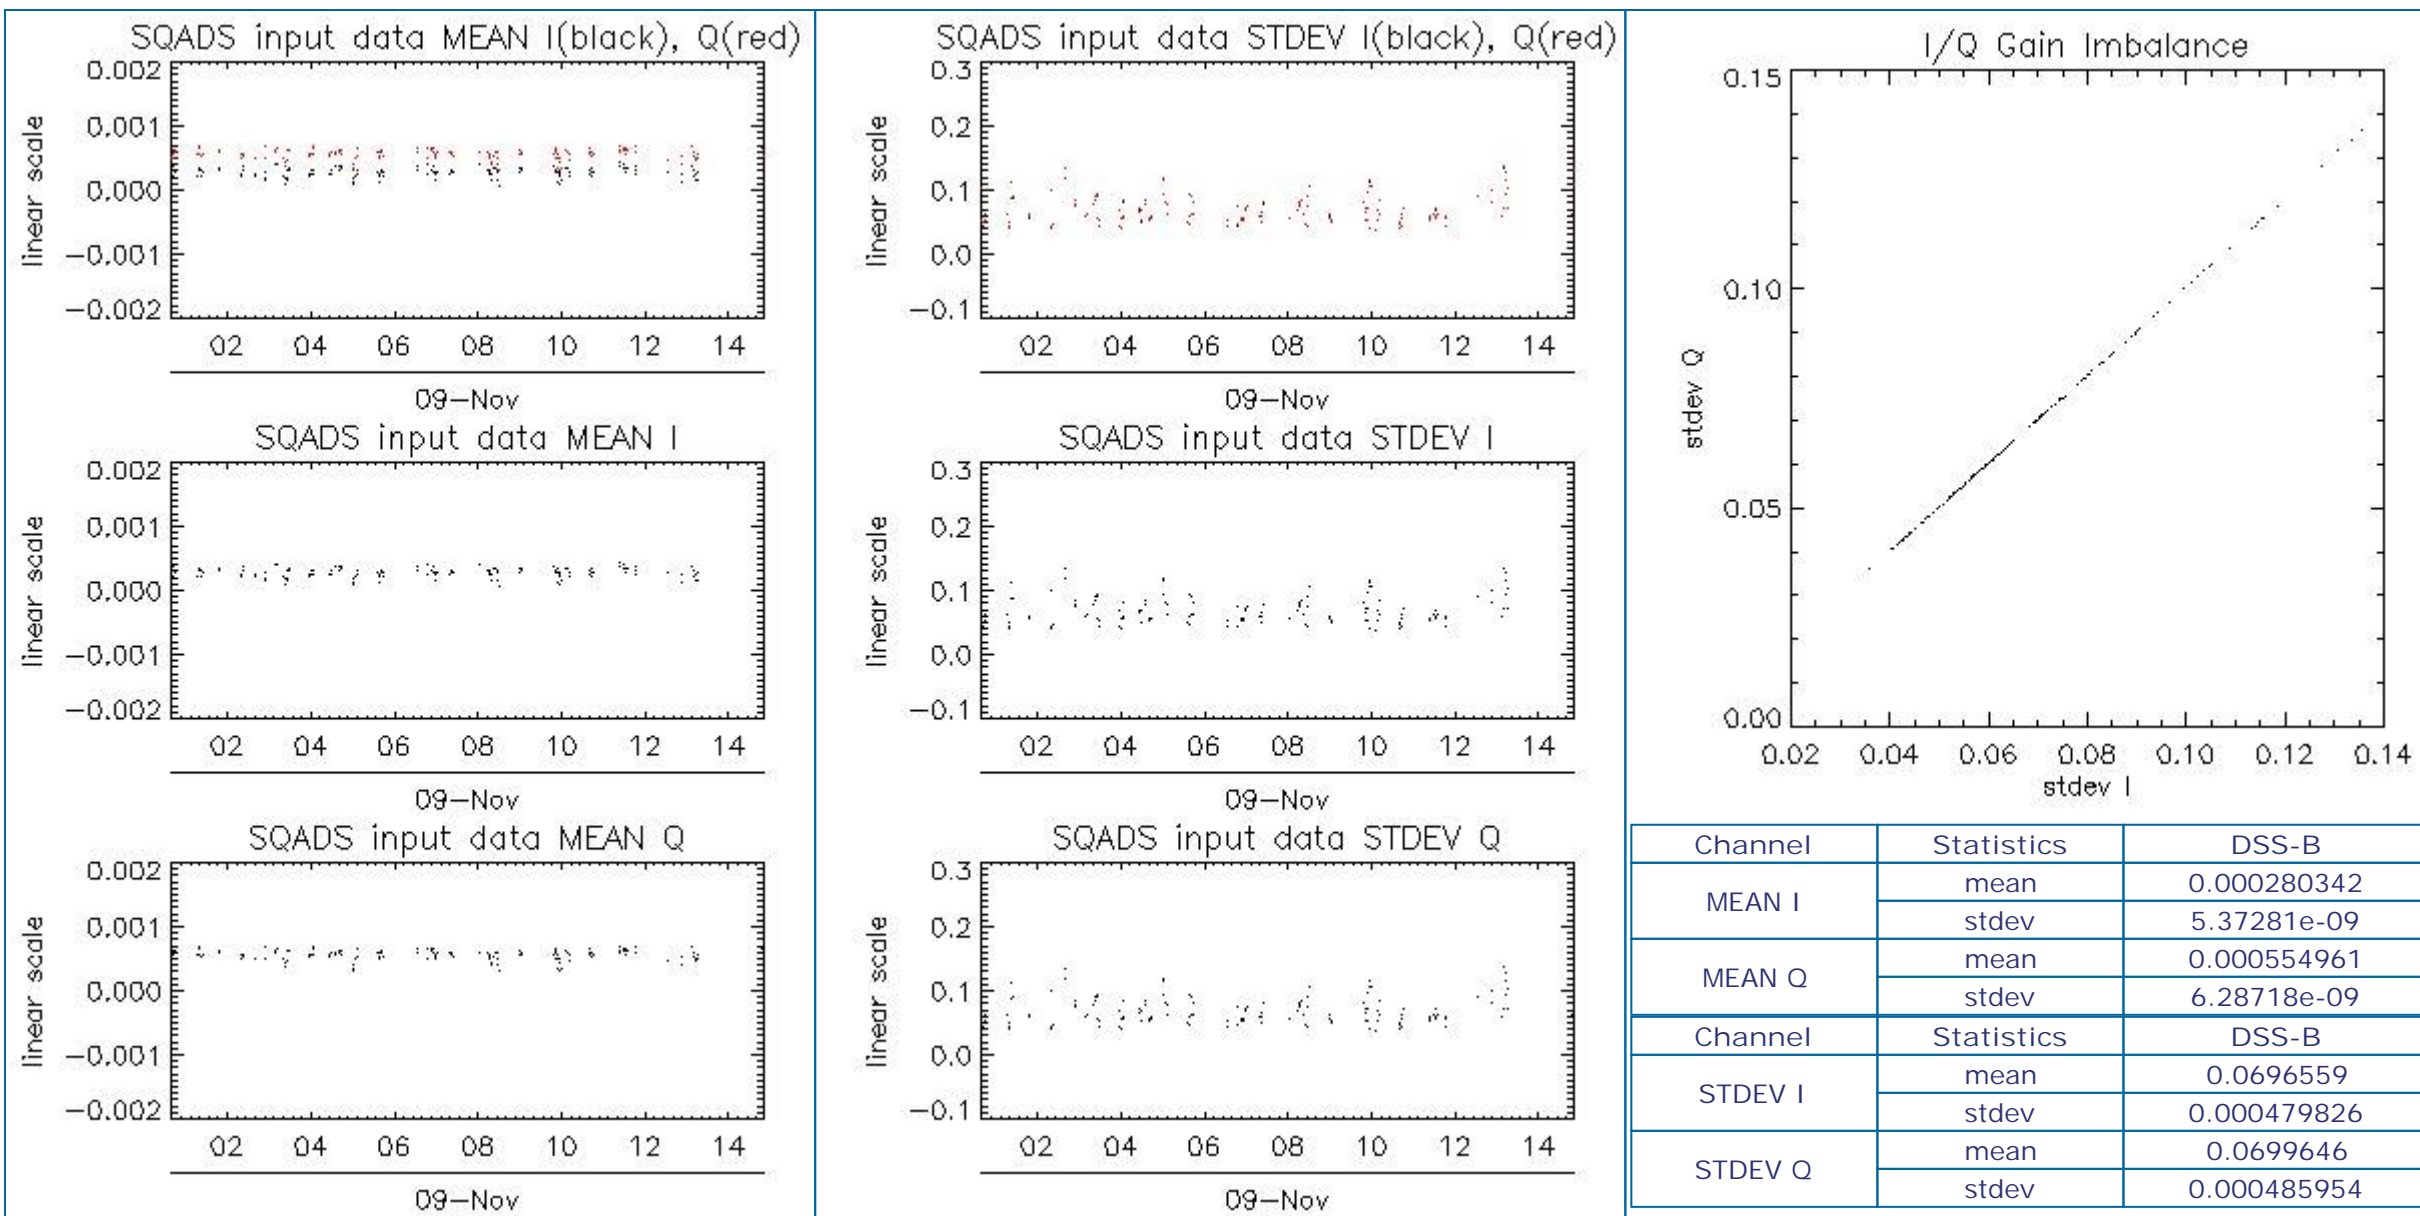 SQADS input data MEAN I(black), Q(red)
0.002
0.001
0.000
−0.001
−0.002
linear scale
02 04 06 08 10 12 14
09−Nov
SQADS input data MEAN I
0.002
0.001
0.000
−0.001
−0.002
linear scale
02 04 06 08 10 12 14
09−Nov
SQADS input data MEAN Q
0.002
0.001
0.000
−0.001
−0.002
linear scale
02 04 06 08 10 12 14
09−Nov
SQADS input data STDEV I(black), Q(red)
0.3
0.2
0.1
0.0
−0.1
linear scale
02 04 06 08 10 12 14
09−Nov
SQADS input data STDEV I
0.3
0.2
0.1
0.0
−0.1
linear scale
02 04 06 08 10 12 14
09−Nov
SQADS input data STDEV Q
0.3
0.2
0.1
0.0
−0.1
linear scale
02 04 06 08 10 12 14
09−Nov
I/Q Gain Imbalance
0.15
0.10
0.05
0.00
stdev Q
0.02 0.04 0.06 0.08 0.10 0.12 0.14
stdev I
Channel Statistics DSS-B
MEAN I mean 0.000280342
stdev 5.37281e-09
MEAN Q mean 0.000554961
stdev 6.28718e-09
Channel Statistics DSS-B
STDEV I mean 0.0696559
stdev 0.000479826
STDEV Q mean 0.0699646
stdev 0.000485954